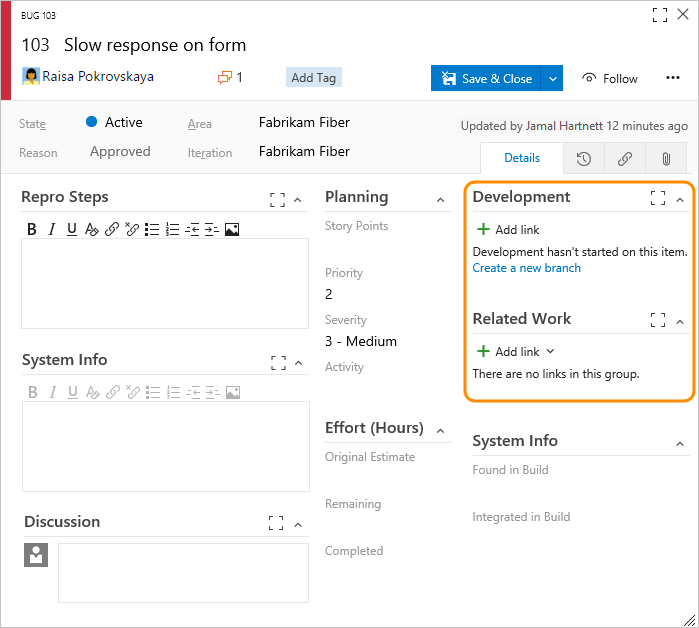 BUG 103
103 Slow response on form
Raisa Pokrovskaya 1 Add Tag Save & Close Follow
State Active Area Fabrikam Fiber
Updated by Jamal Hartnett 12 minutes ago
Reason Approved Iteration Fabrikam Fiber
Details
Repro Steps
B I U
System Info
B I U
Discussion
Planning
Story Points
Priority
2
Severity
3 - Medium
Activity
Effort (Hours)
Original Estimate
Remaining
Completed
Development
Add link
Development hasn't started on this item.
Create a new branch
Related Work
Add link
There are no links in this group.
System Info
Found in Build
Integrated in Build